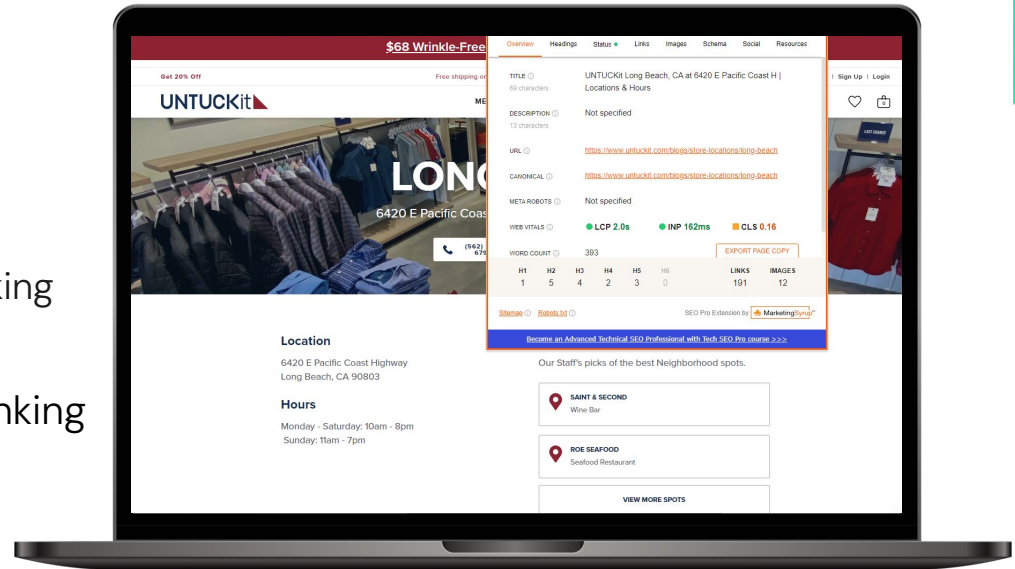 $68 Wrinkle-Free
Get 20% Off
Free shipping
Sign Up | Login
UNTUCKit
0
LAST CHANCE
6420 E Pacific Coas
(562)
679
Overview Headings Status Links Images Schema Social Resources
TITLE
69 characters
UNTUCKit Long Beach, CA at 6420 E Pacific Coast H |
Locations & Hours
DESCRIPTION
13 characters
Not specified
URL
https://www.untuckit.com/blogs/store-locations/long-beach
CANONICAL
https://www.untuckit.com/blogs/store-locations/long-beach
META ROBOTS
Not specified
WEB VITALS
LCP 2.0s INP 162ms CLS 0.16
WORD COUNT
393
EXPORT PAGE COPY
H1 H2 H3 H4 H5 H6 LINKS IMAGES
1 5 4 2 3 0 191 12
Sitemap Robots.txt
SEO Pro Extension by MarketingSyrup
Become an Advanced Technical SEO Professional with Tech SEO Pro course >>>
king
nking
Location
6420 E Pacific Coast Highway
Long Beach, CA 90803
Hours
Monday - Saturday: 10am - 8pm
Sunday: 11am - 7pm
Our Staff's picks of the best Neighborhood spots.
SAINT & SECOND
Wine Bar
ROE SEAFOOD
Seafood Restaurant
VIEW MORE SPOTS